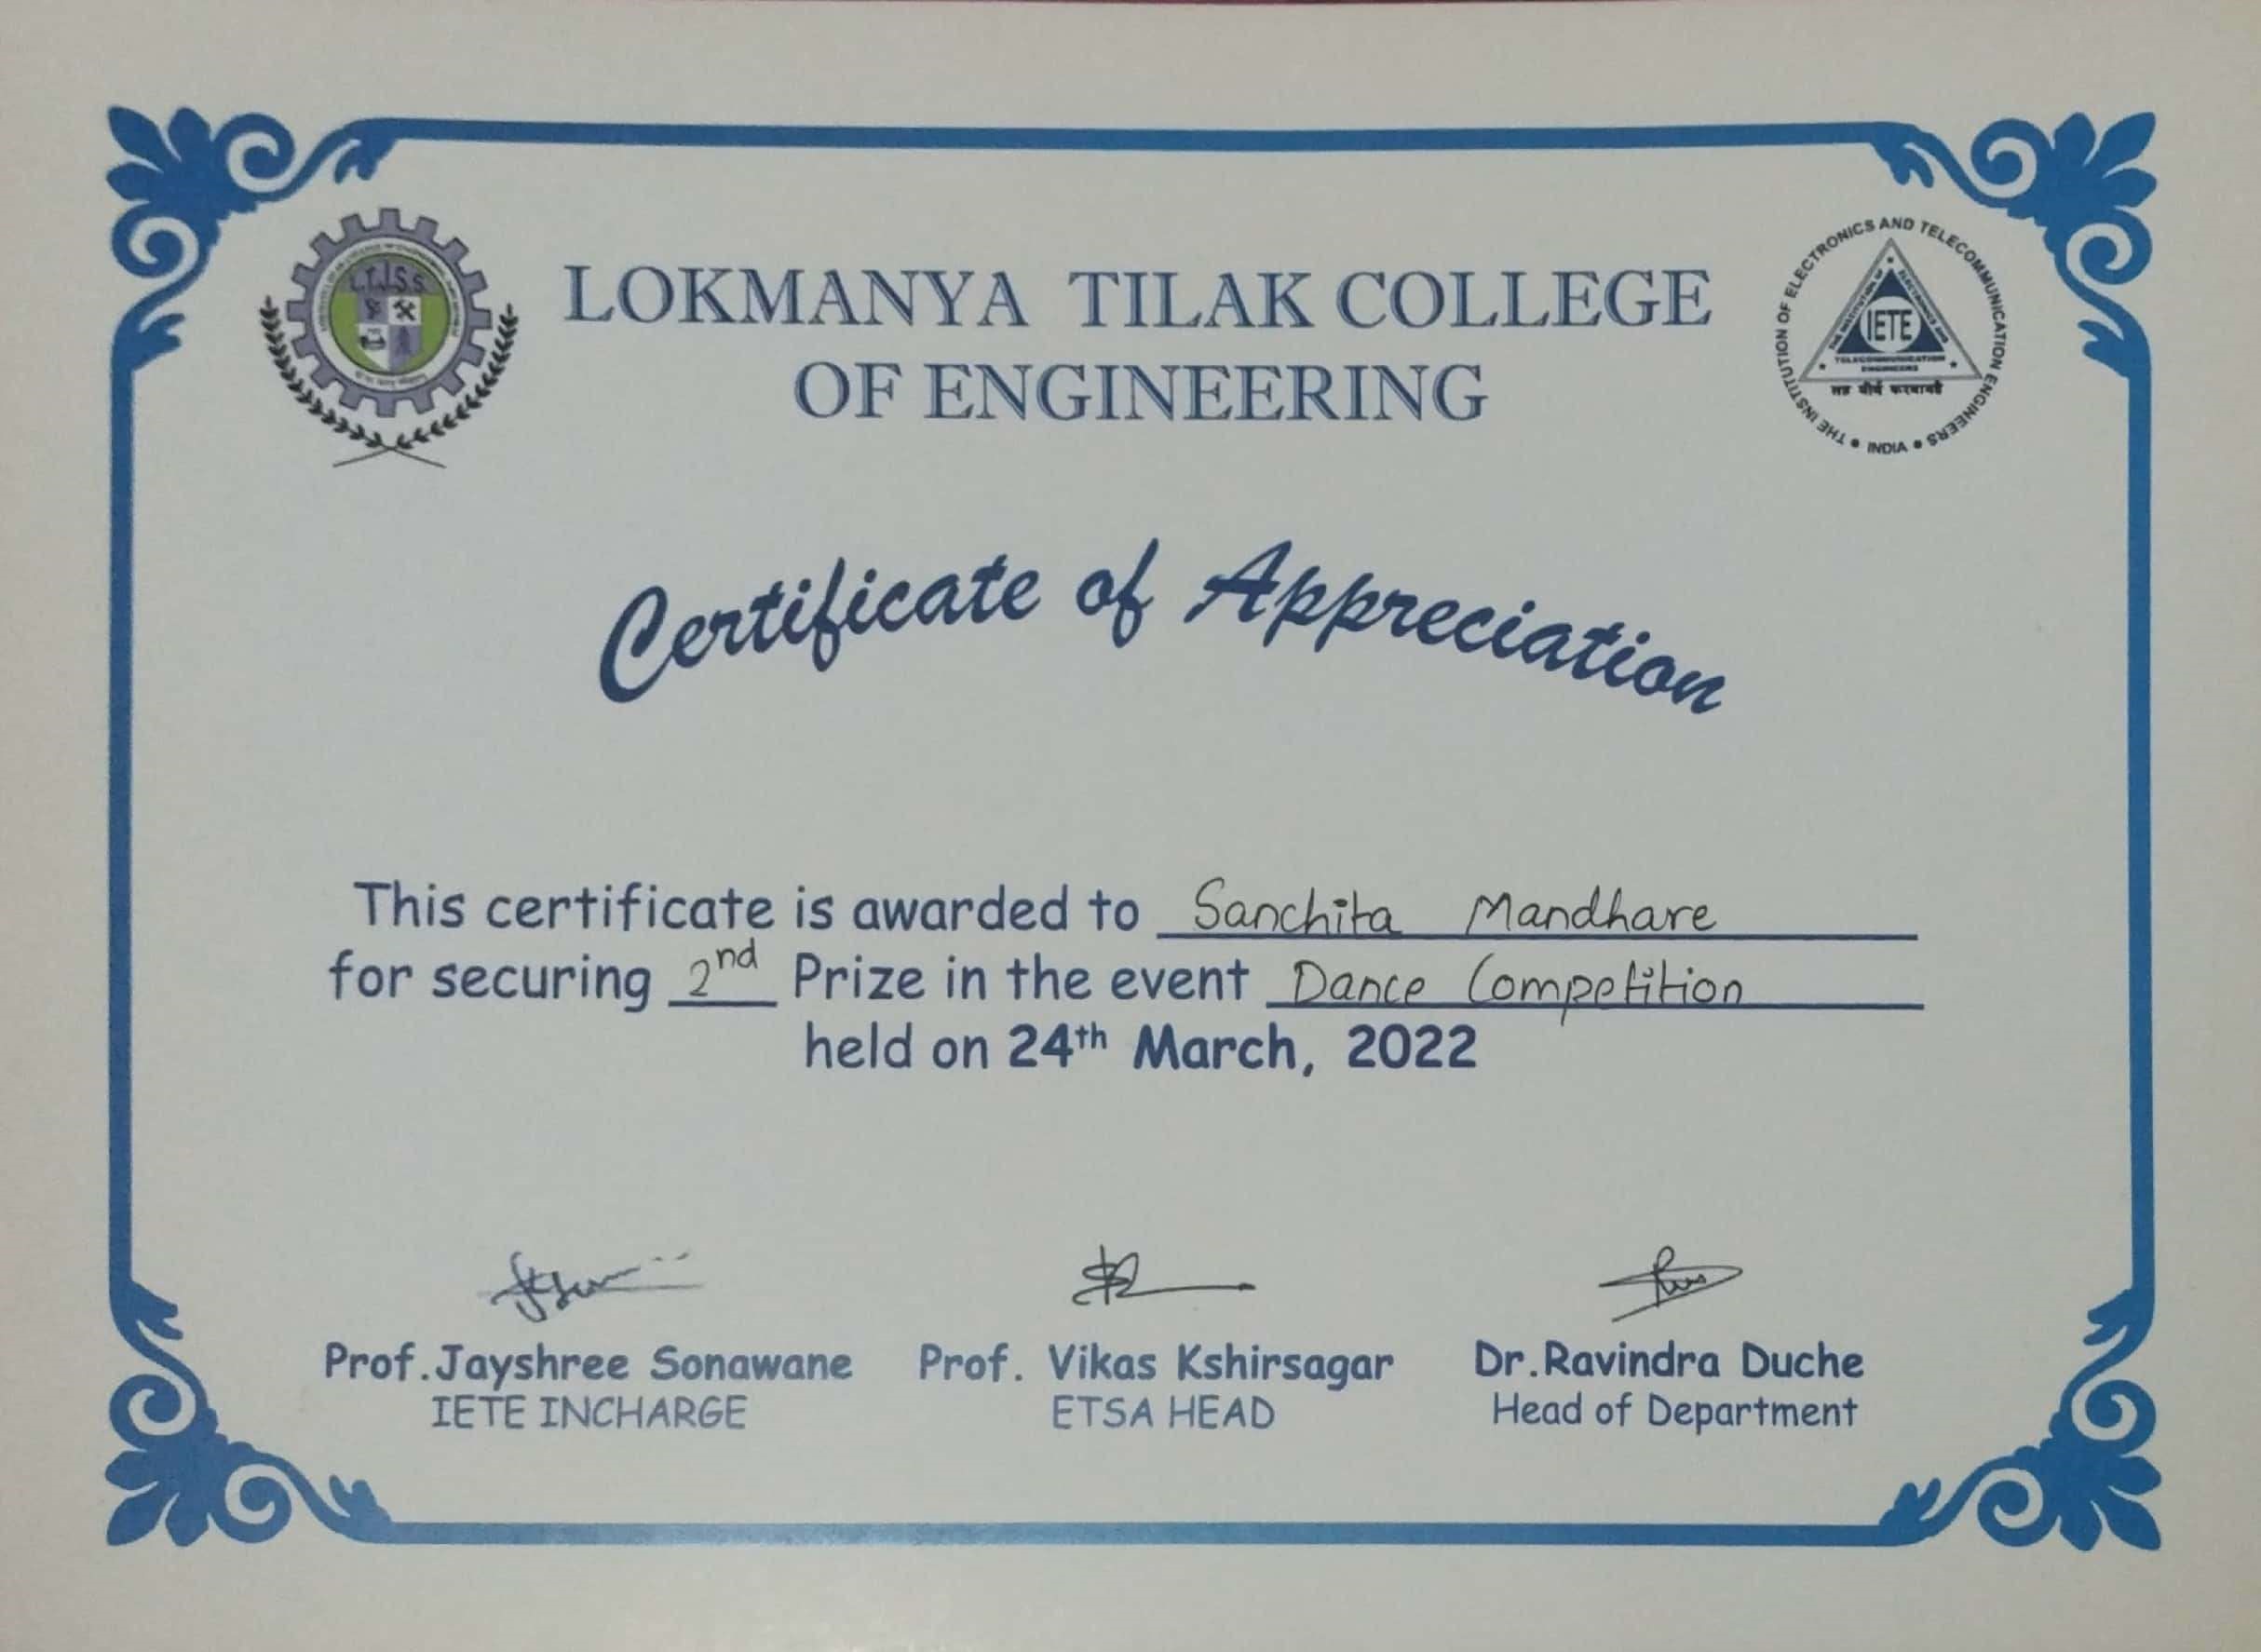 LOKMANYA TILAK COLLEGE
OF ENGINEERING
L.T.J.S.S
THE INSTITUTION OF ELECTRONICS AND TELECOMMUNICATION ENGINEERS • INDIA •
IETE
TELECOMMUNICATION
ENGINEERS
Certificate of Appreciation
This certificate is awarded to Sanchita Mandhare
for securing 2nd Prize in the event Dance Competition
held on 24th March, 2022
Prof.Jayshree Sonawane Prof. Vikas Kshirsagar Dr.Ravindra Duche
IETE INCHARGE ETSA HEAD Head of Department